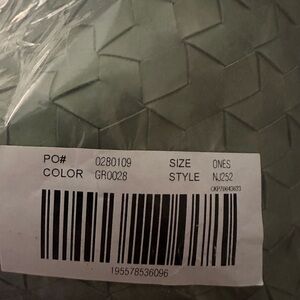 PO# 0280109 SIZE ONES
COLOR GR0028 STYLE NJ252
195578536096